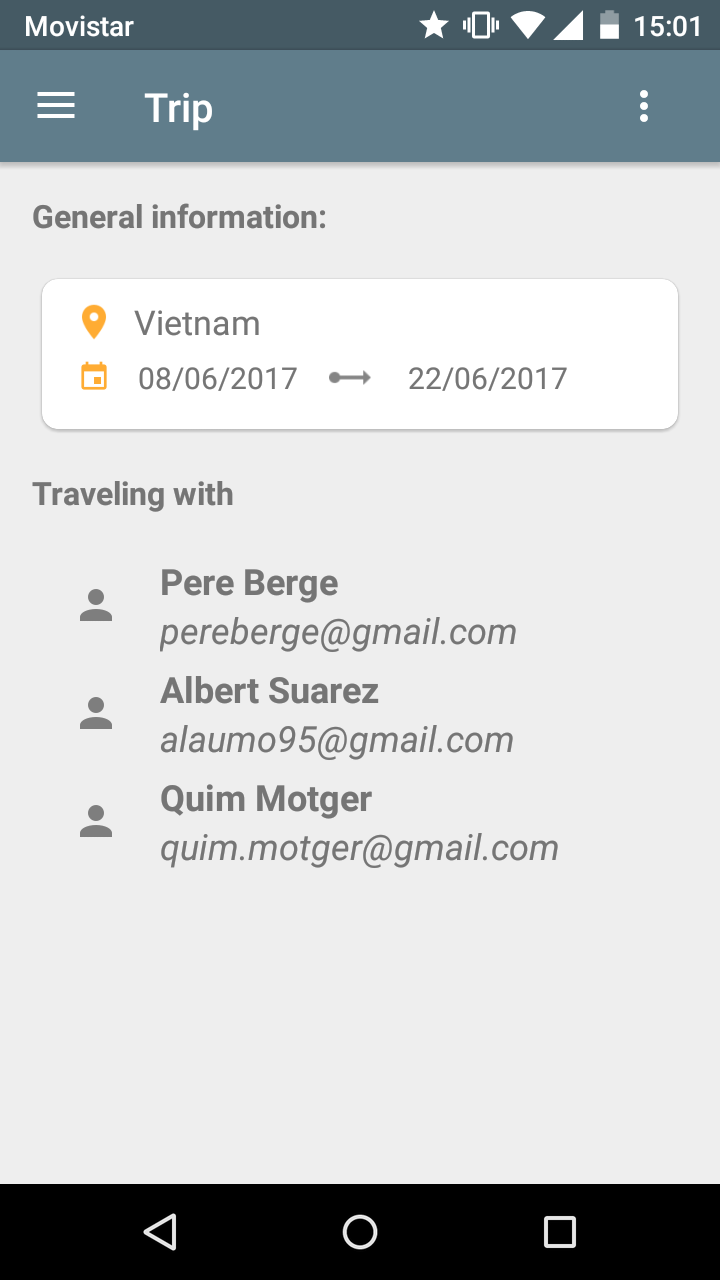 Movistar 15:01
Trip
General information:
Vietnam
08/06/2017 22/06/2017
Traveling with
Pere Berge
pereberge@gmail.com
Albert Suarez
alaumo95@gmail.com
Quim Motger
quim.motger@gmail.com